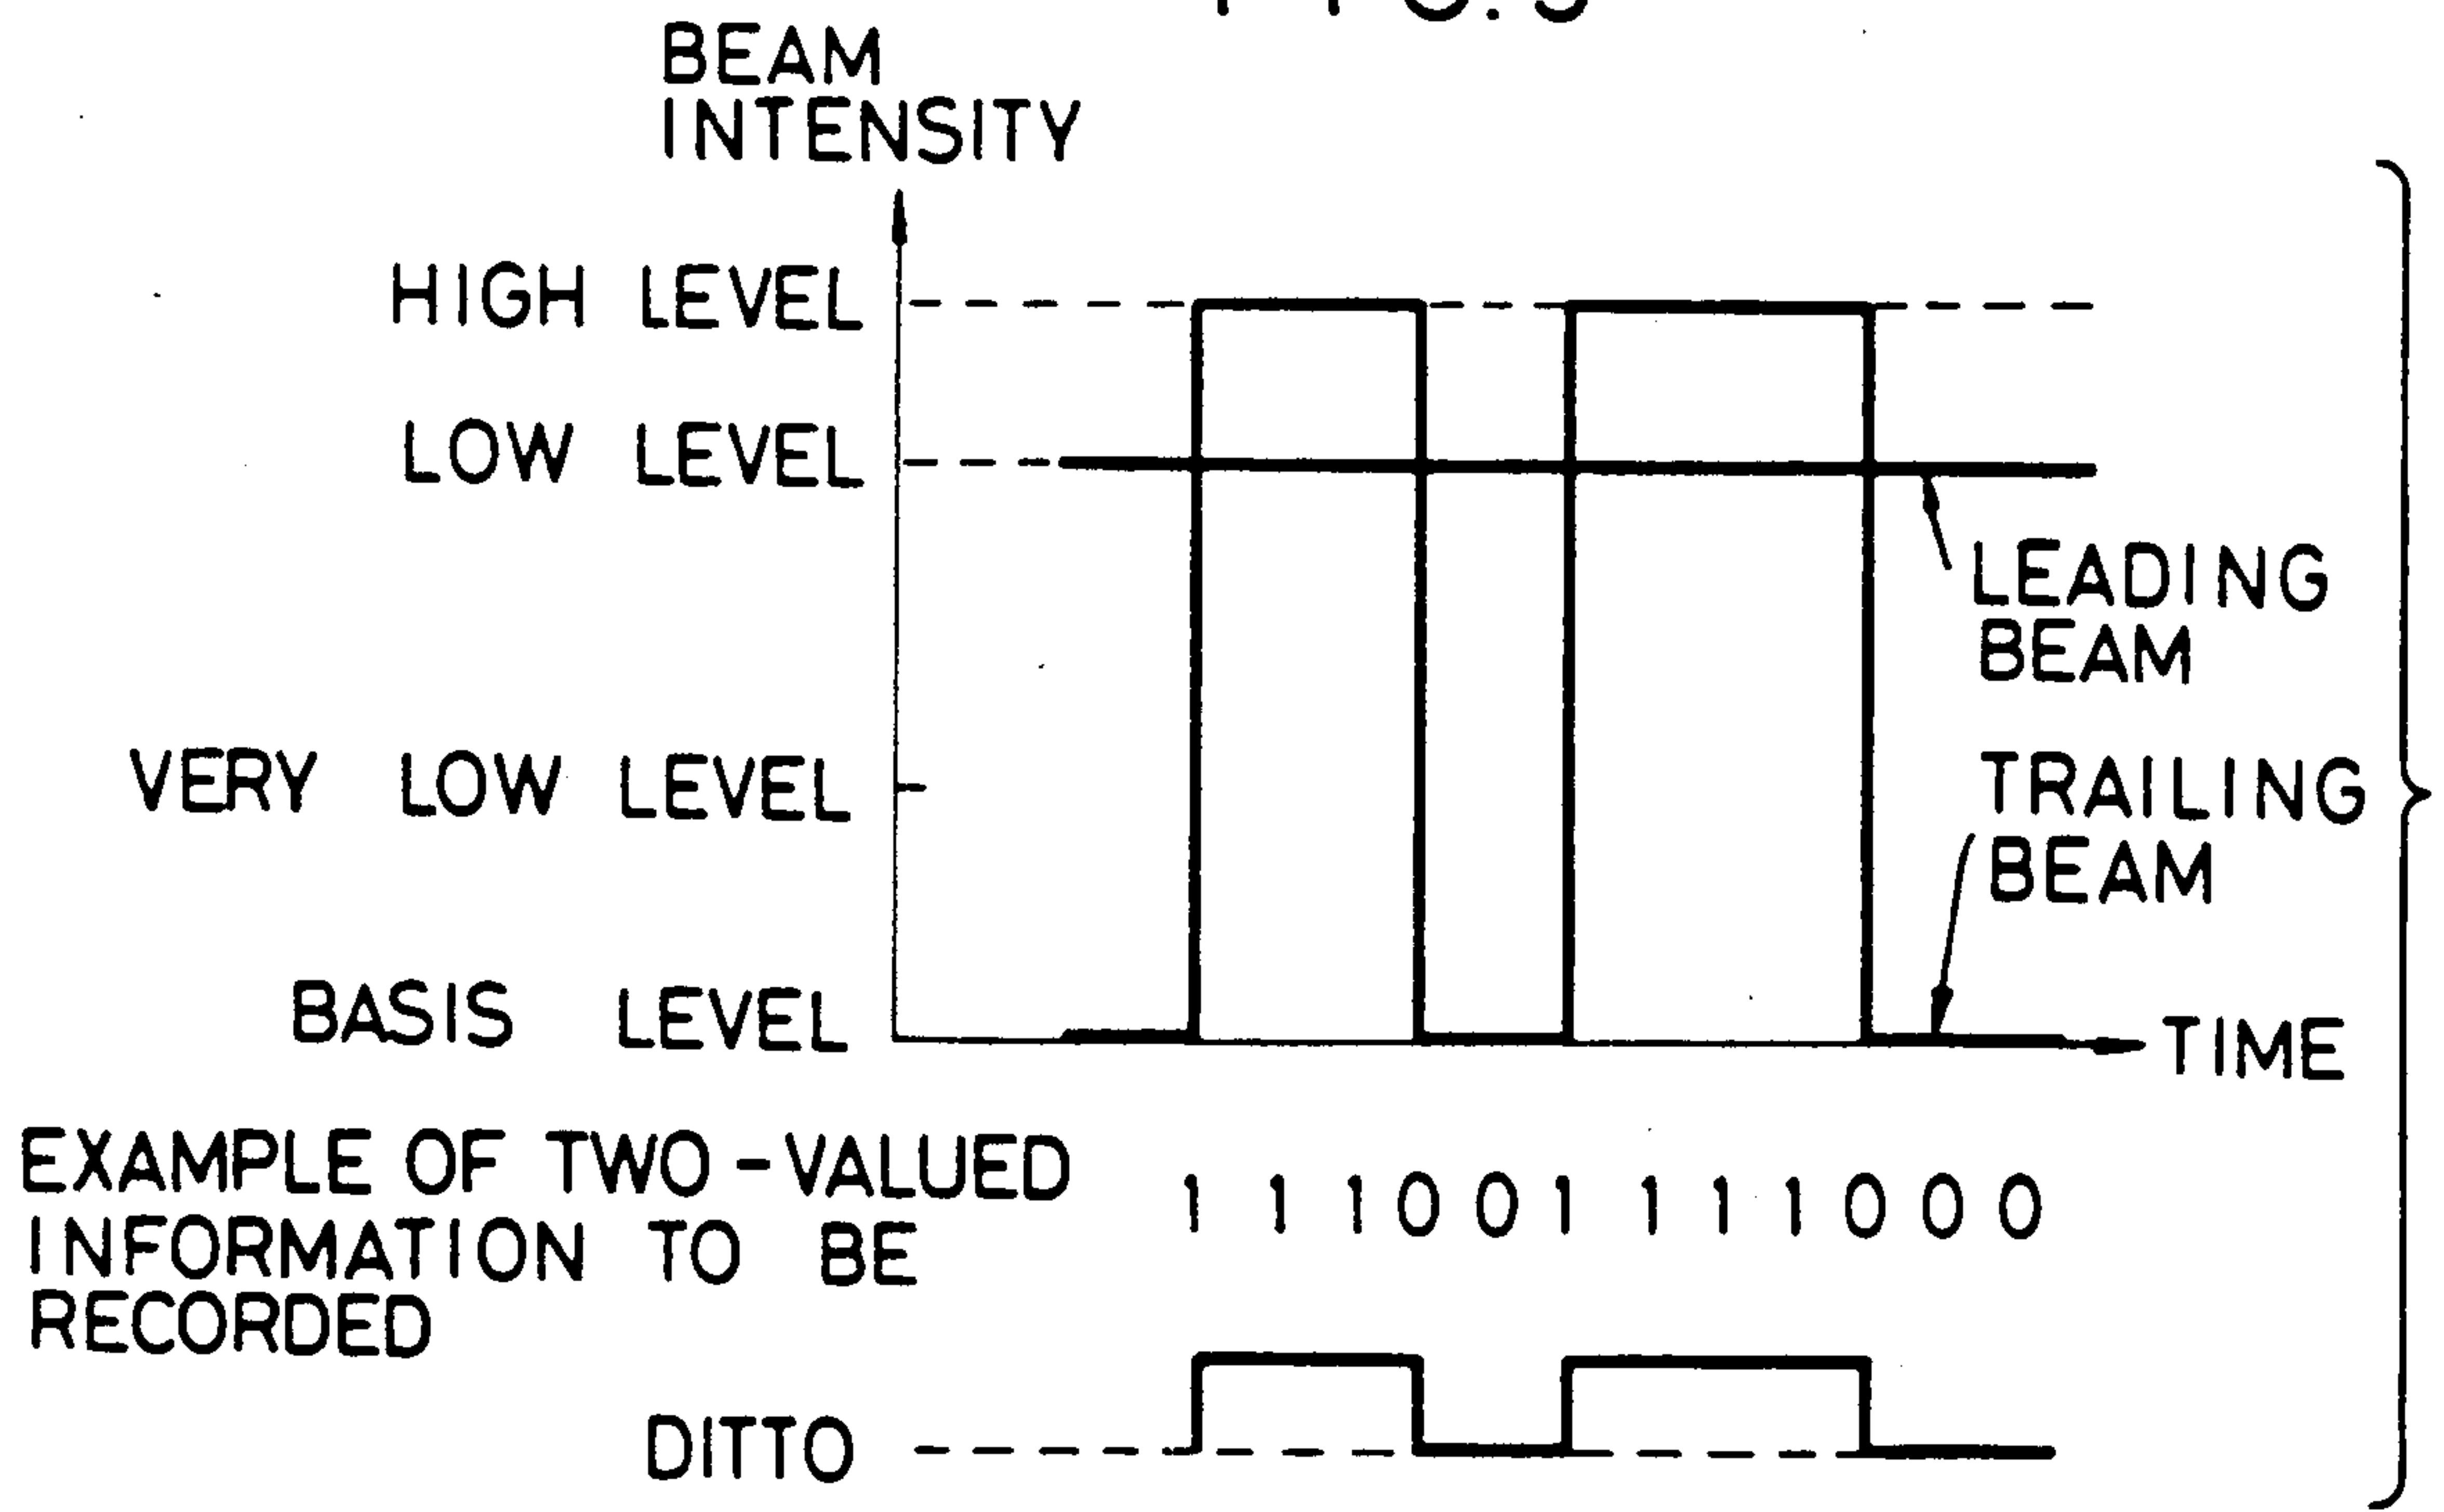 BEAM
INTENSITY
HIGH LEVEL
LOW LEVEL
LEADING
BEAM
VERY LOW LEVEL
TRAILING
BEAM
BASIS LEVEL
TIME
EXAMPLE OF TWO-VALUED
INFORMATION TO BE
RECORDED
1 1 1 0 0 1 1 1 1 0 0 0
DITTO